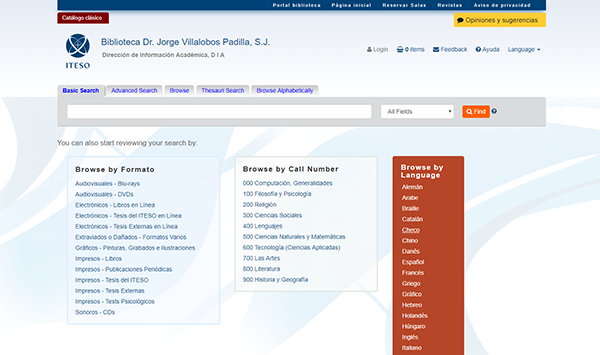 Portal biblioteca Página inicial Reservar Salas Revistas Aviso de privacidad
Catálogo clásico
Opiniones y sugerencias
ITESO
Biblioteca Dr. Jorge Villalobos Padilla, S.J.
Dirección de Información Académica, D I A
Login 0 items Feedback Ayuda Language
Basic Search Advanced Search Browse Thesauri Search Browse Alphabetically
All Fields Find
You can also start reviewing your search by:
Browse by Formato
Audiovisuales - Blu-rays
Audiovisuales - DVDs
Electrónicos - Libros en Línea
Electrónicos - Tesis del ITESO en Línea
Electrónicos - Tesis Externas en Línea
Extraviados o Dañados - Formatos Varios
Gráficos - Pinturas, Grabados e Ilustraciones
Impresos - Libros
Impresos - Publicaciones Periódicas
Impresos - Tesis del ITESO
Impresos - Tesis Externas
Impresos - Tests Psicológicos
Sonoros - CDs
Browse by Call Number
000 Computación, Generalidades
100 Filosofía y Psicología
200 Religión
300 Ciencias Sociales
400 Lenguajes
500 Ciencias Naturales y Matemáticas
600 Tecnología (Ciencias Aplicadas)
700 Las Artes
800 Literatura
900 Historia y Geografía
Browse by
Language
Alemán
Arabe
Braille
Catalán
Checo
Chino
Danés
Español
Francés
Griego
Gráfico
Hebreo
Holandés
Húngaro
Inglés
Italiano